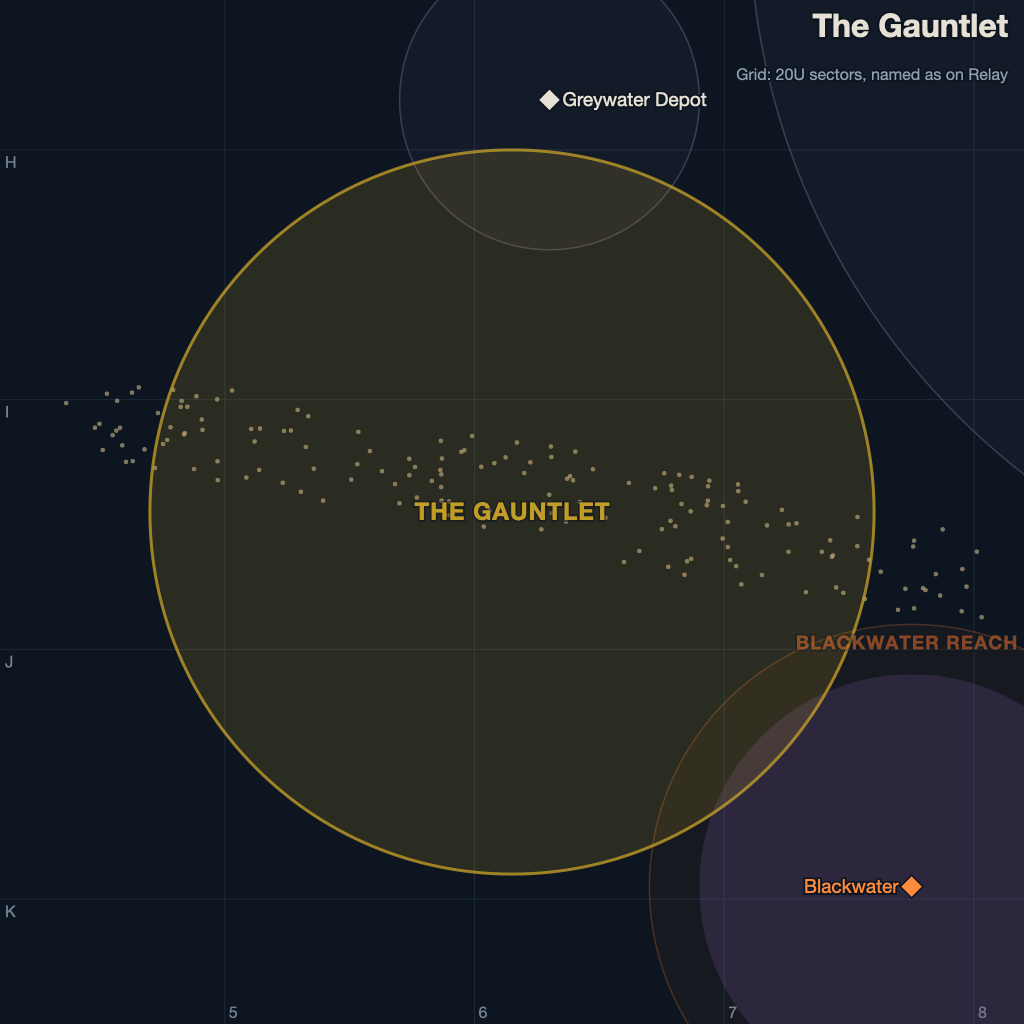 The Gauntlet
Grid: 20U sectors, named as on Relay
Greywater Depot
H
I
THE GAUNTLET
BLACKWATER REACH
J
Blackwater
K
5
6
7
8